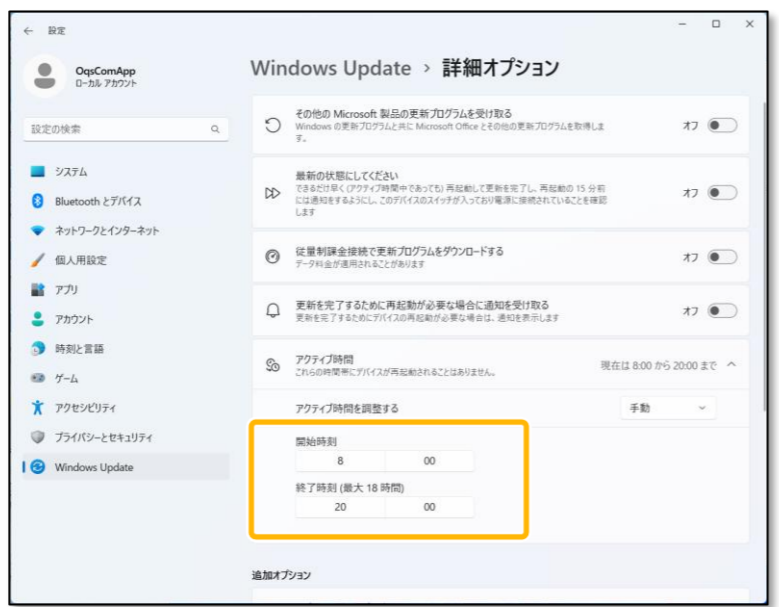 設定
OqsComApp
ローカル アカウント
設定の検索
システム
Bluetooth とデバイス
ネットワークとインターネット
個人用設定
アプリ
アカウント
時刻と言語
ゲーム
アクセシビリティ
プライバシーとセキュリティ
Windows Update
Windows Update › 詳細オプション
その他の Microsoft 製品の更新プログラムを受け取る
Windows の更新プログラムと共に Microsoft Office とその他の更新プログラムを取得しま
す。
オフ
最新の状態にしてください
できるだけ早く (アクティブ時間中であっても) 再起動して更新を完了し、再起動の 15 分前
には通知をするようにし、このデバイスのスイッチが入っており電源に接続されていることを確認
します
オフ
従量制課金接続で更新プログラムをダウンロードする
データ料金が適用されることがあります
オフ
更新を完了するために再起動が必要な場合に通知を受け取る
更新を完了するためにデバイスの再起動が必要な場合は、通知を表示します
オフ
アクティブ時間
これらの時間帯にデバイスが再起動されることはありません。
現在は 8:00 から 20:00 まで
アクティブ時間を調整する
手動
開始時刻
8 00
終了時刻 (最大 18 時間)
20 00
追加オプション